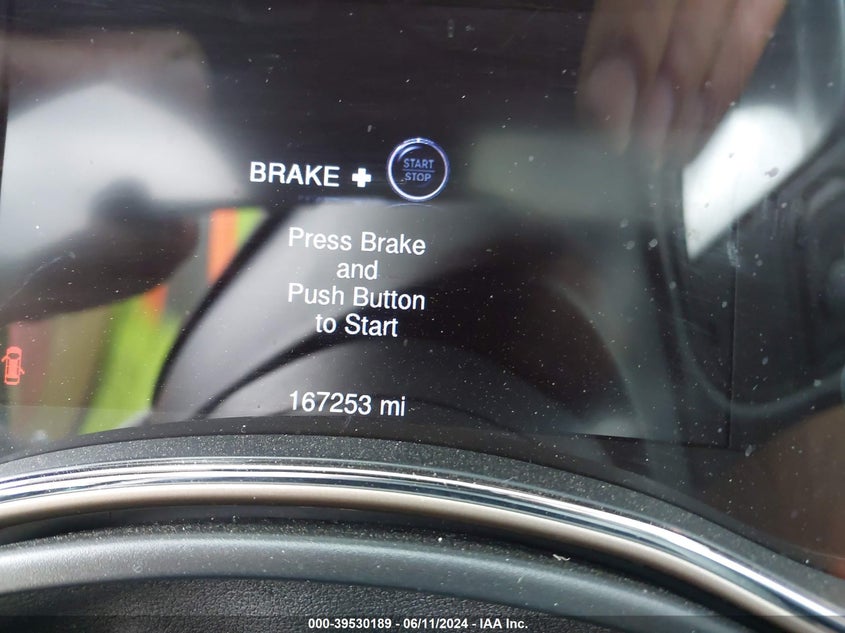 BRAKE + START
STOP
Press Brake
and
Push Button
to Start
167253 mi
000-39530189 - 06/11/2024 - IAA Inc.